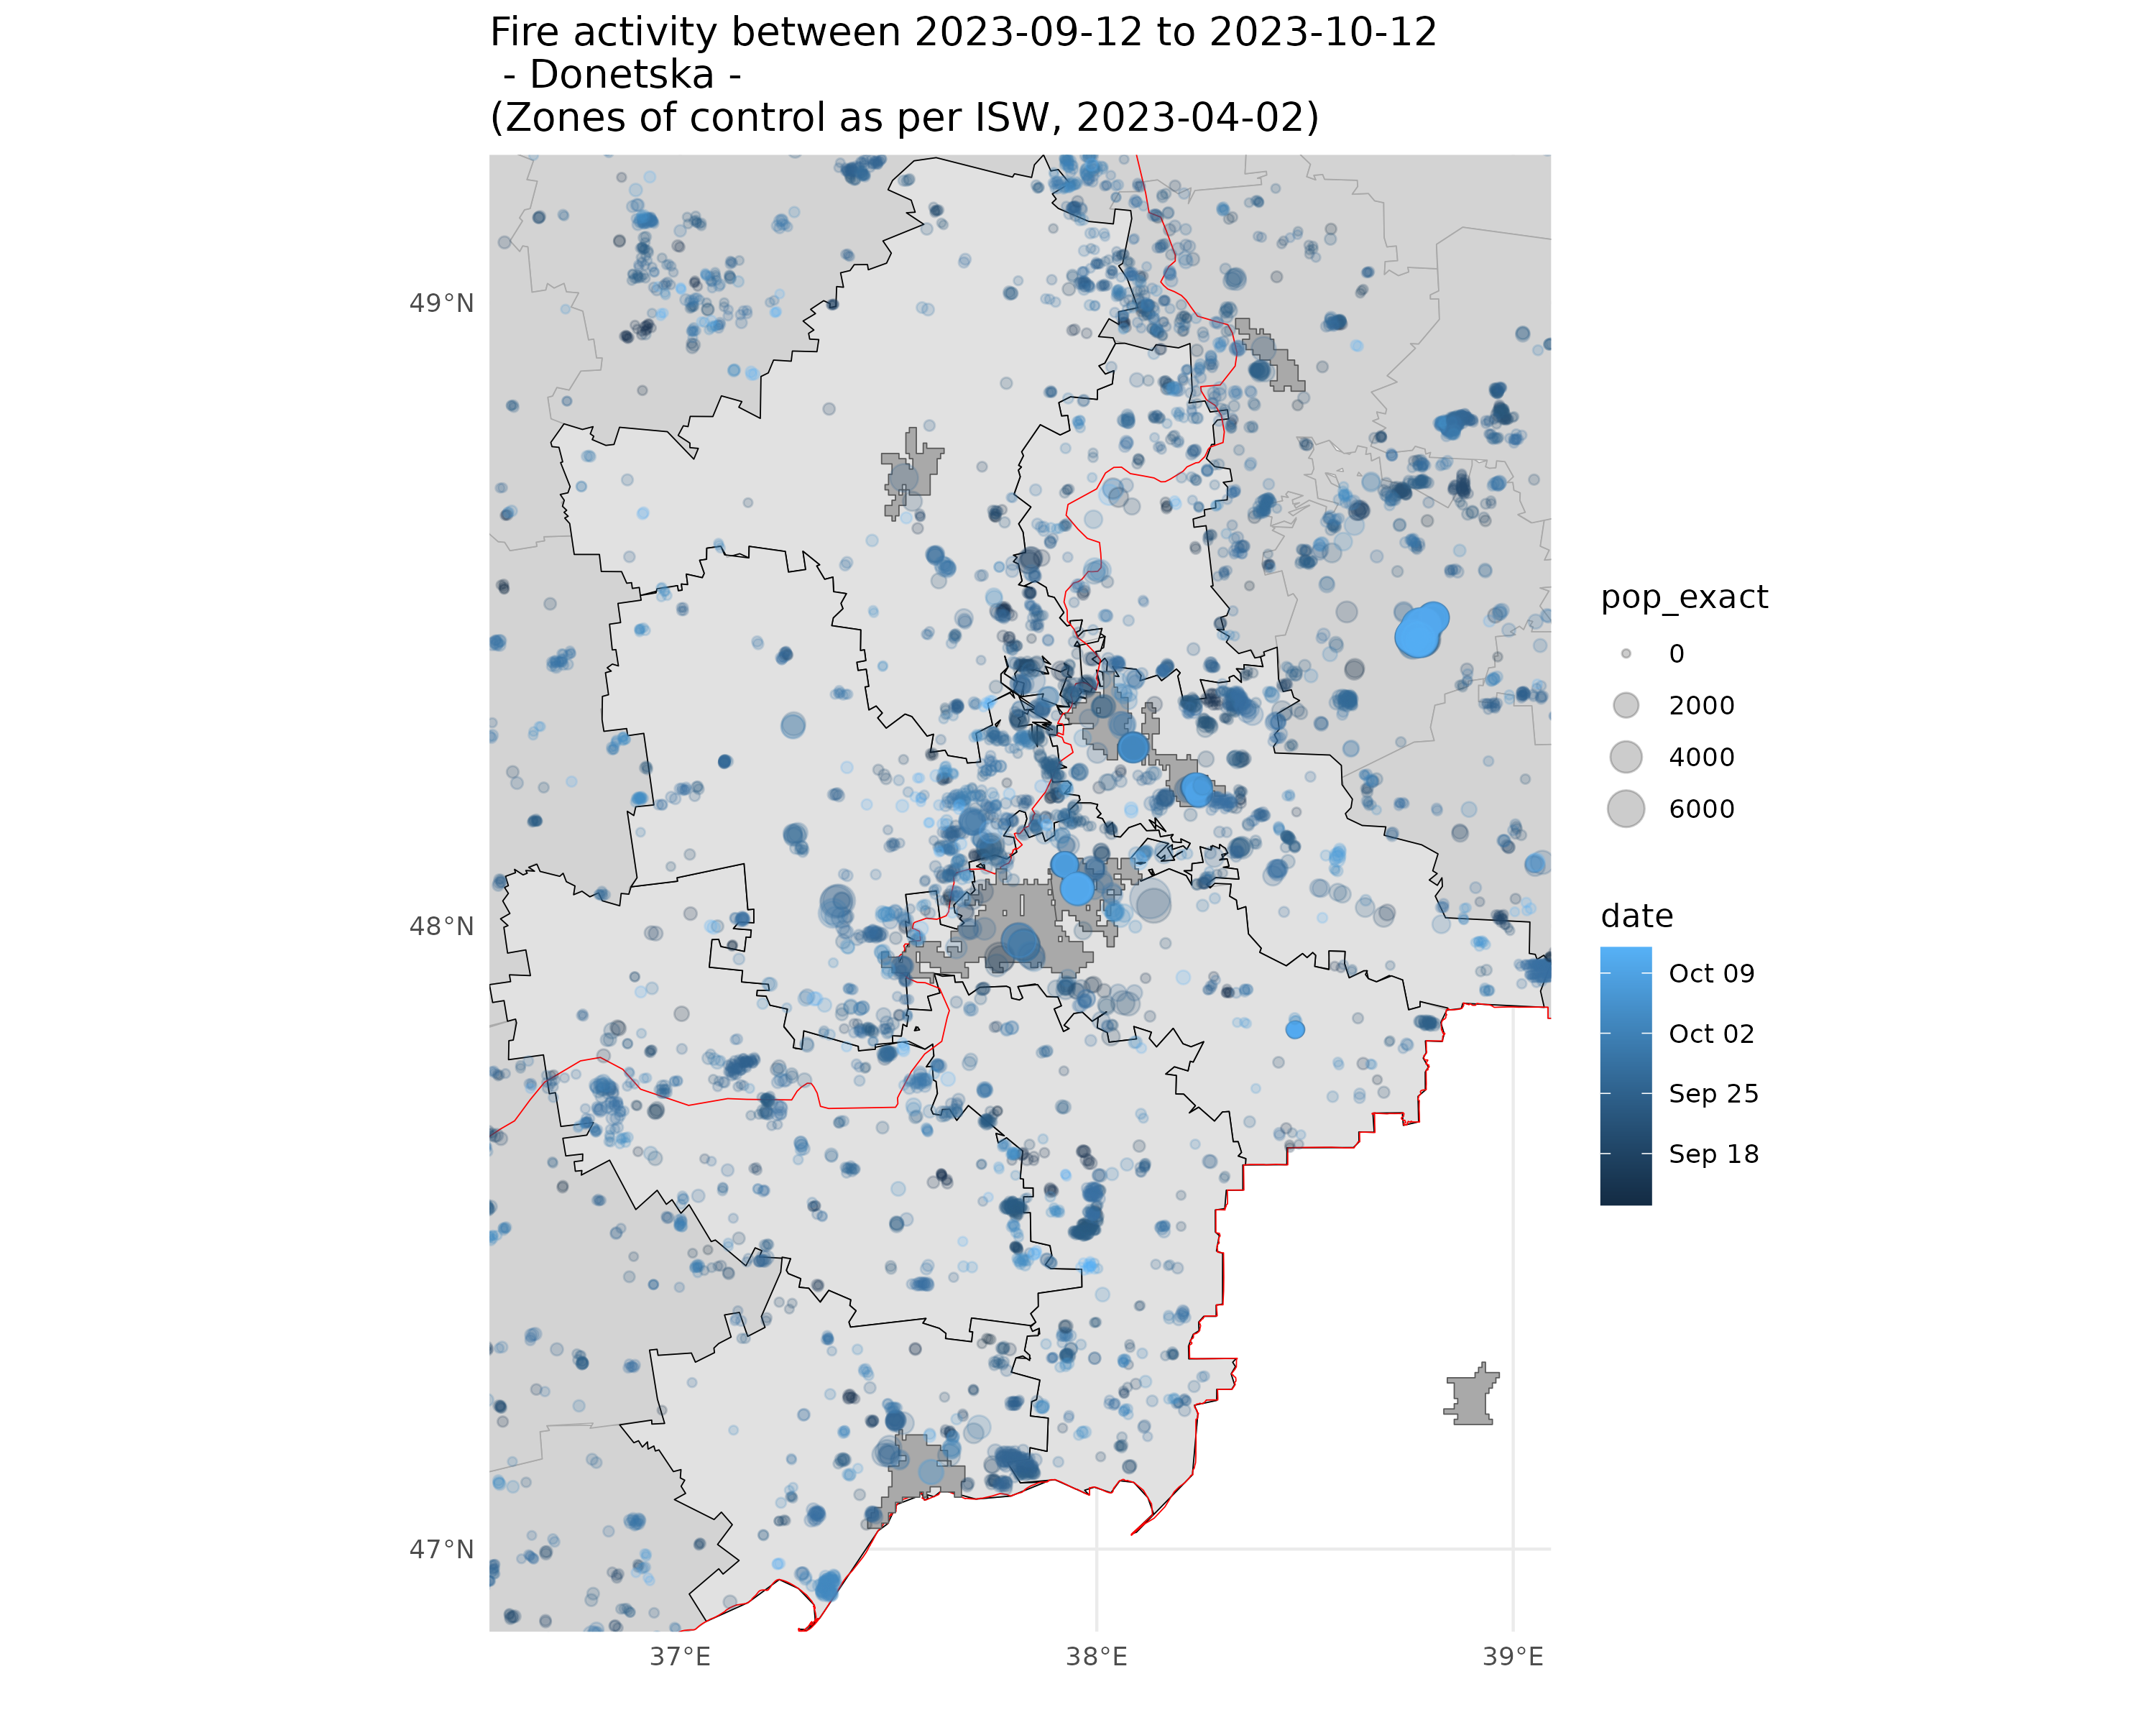 Fire activity between 2023-09-12 to 2023-10-12
- Donetska -
(Zones of control as per ISW, 2023-04-02)
49°N
48°N
47°N
37°E
38°E
39°E
pop_exact
0
2000
4000
6000
date
Oct 09
Oct 02
Sep 25
Sep 18